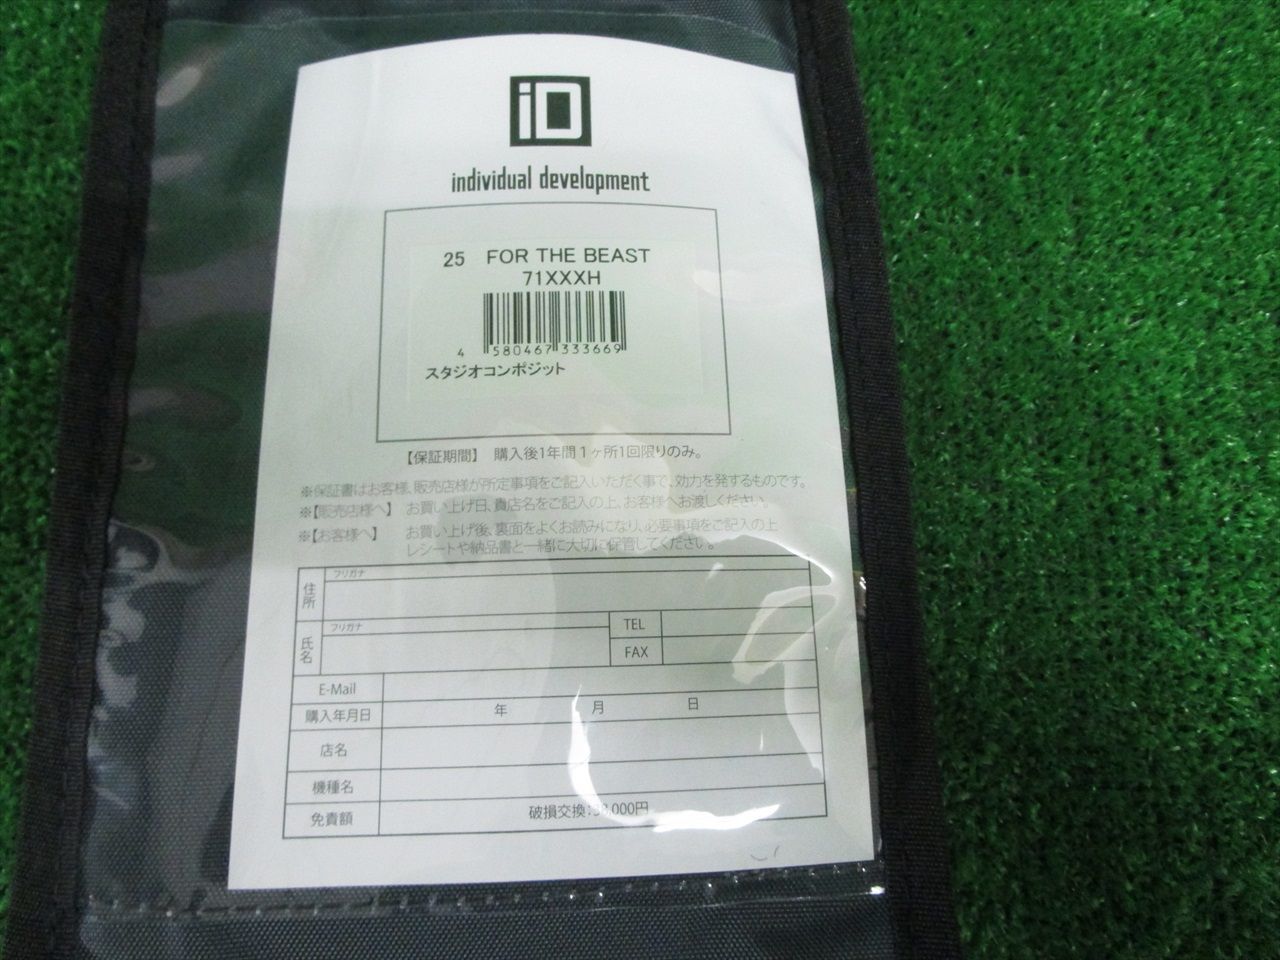 iD
individual development
25 FOR THE BEAST
71XXXH
4 580467 333669
スタジオコンポジット
【保証期間】 購入後1年間1ヶ所1回限りのみ。
※保証書はお客様、販売店様が所定事項をご記入いただく事で、効力を発するものです。
※【販売店様へ】 お買い上げ日、貴店名をご記入の上、お客様へお渡しください。
※【お客様へ】 お買い上げ後、裏面をよくお読みになり、必要事項をご記入の上
レシートや納品書と一緒に大切に保管してください。
フリガナ
住所
フリガナ
氏名
TEL
FAX
E-Mail
購入年月日 年 月 日
店名
機種名
免責額 破損交換: